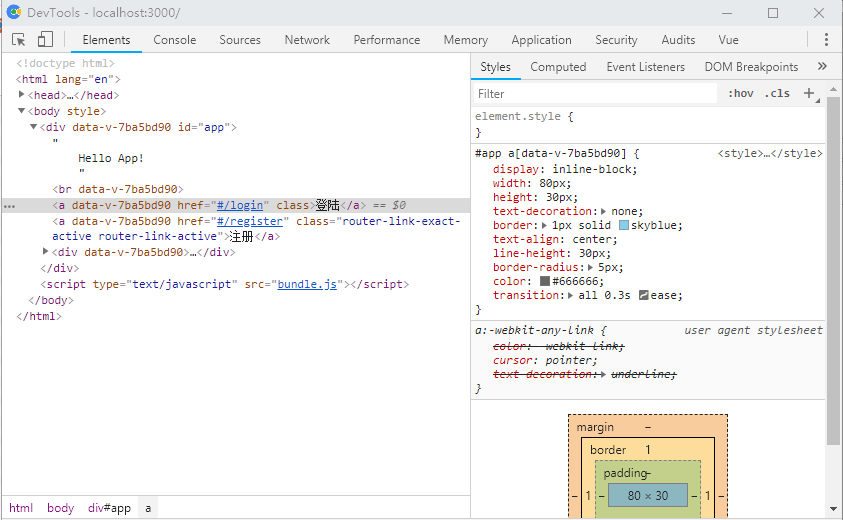 DevTools - localhost:3000/
Elements Console Sources Network Performance Memory Application Security Audits Vue
<!doctype html>
<html lang="en">
<head>…</head>
<body style>
<div data-v-7ba5bd90 id="app">
"
Hello App!
"
<br data-v-7ba5bd90>
<a data-v-7ba5bd90 href="#/login" class>登陆</a> == $0
<a data-v-7ba5bd90 href="#/register" class="router-link-exact-
active router-link-active">注册</a>
<div data-v-7ba5bd90>…</div>
</div>
<script type="text/javascript" src="bundle.js"></script>
</body>
</html>
html body div#app a
Styles Computed Event Listeners DOM Breakpoints »
Filter :hov .cls +
element.style {
}
#app a[data-v-7ba5bd90] { <style>…</style>
display: inline-block;
width: 80px;
height: 30px;
text-decoration: none;
border: 1px solid skyblue;
text-align: center;
line-height: 30px;
border-radius: 5px;
color: #666666;
transition: all 0.3s ease;
}
a:-webkit-any-link { user agent stylesheet
color: -webkit-link;
cursor: pointer;
text-decoration: underline;
}
margin –
border 1
padding –
– 1 – 80 × 30 – 1 –